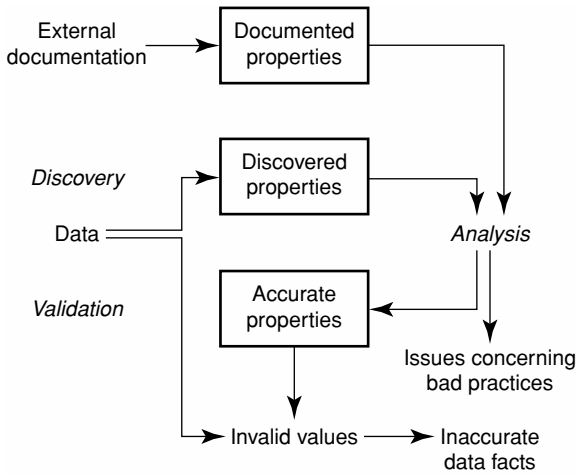 External
documentation
Documented
properties
Discovery
Discovered
properties
Data
Analysis
Validation
Accurate
properties
Issues concerning
bad practices
Invalid values
Inaccurate
data facts